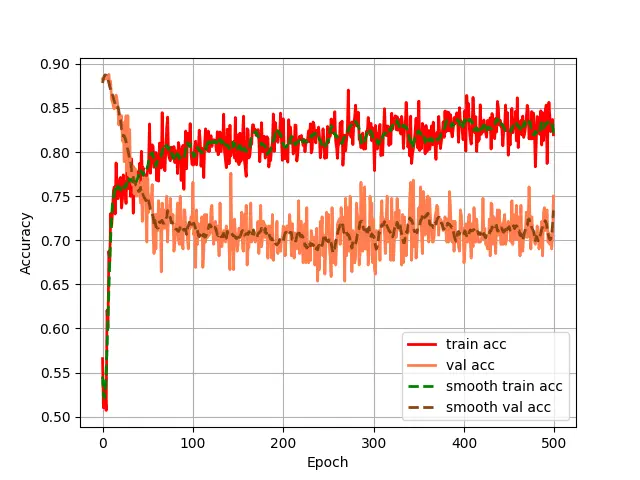 0.90
0.85
0.80
0.75
0.70
0.65
0.60
0.55
0.50
Accuracy
train acc
val acc
smooth train acc
smooth val acc
0 100 200 300 400 500
Epoch